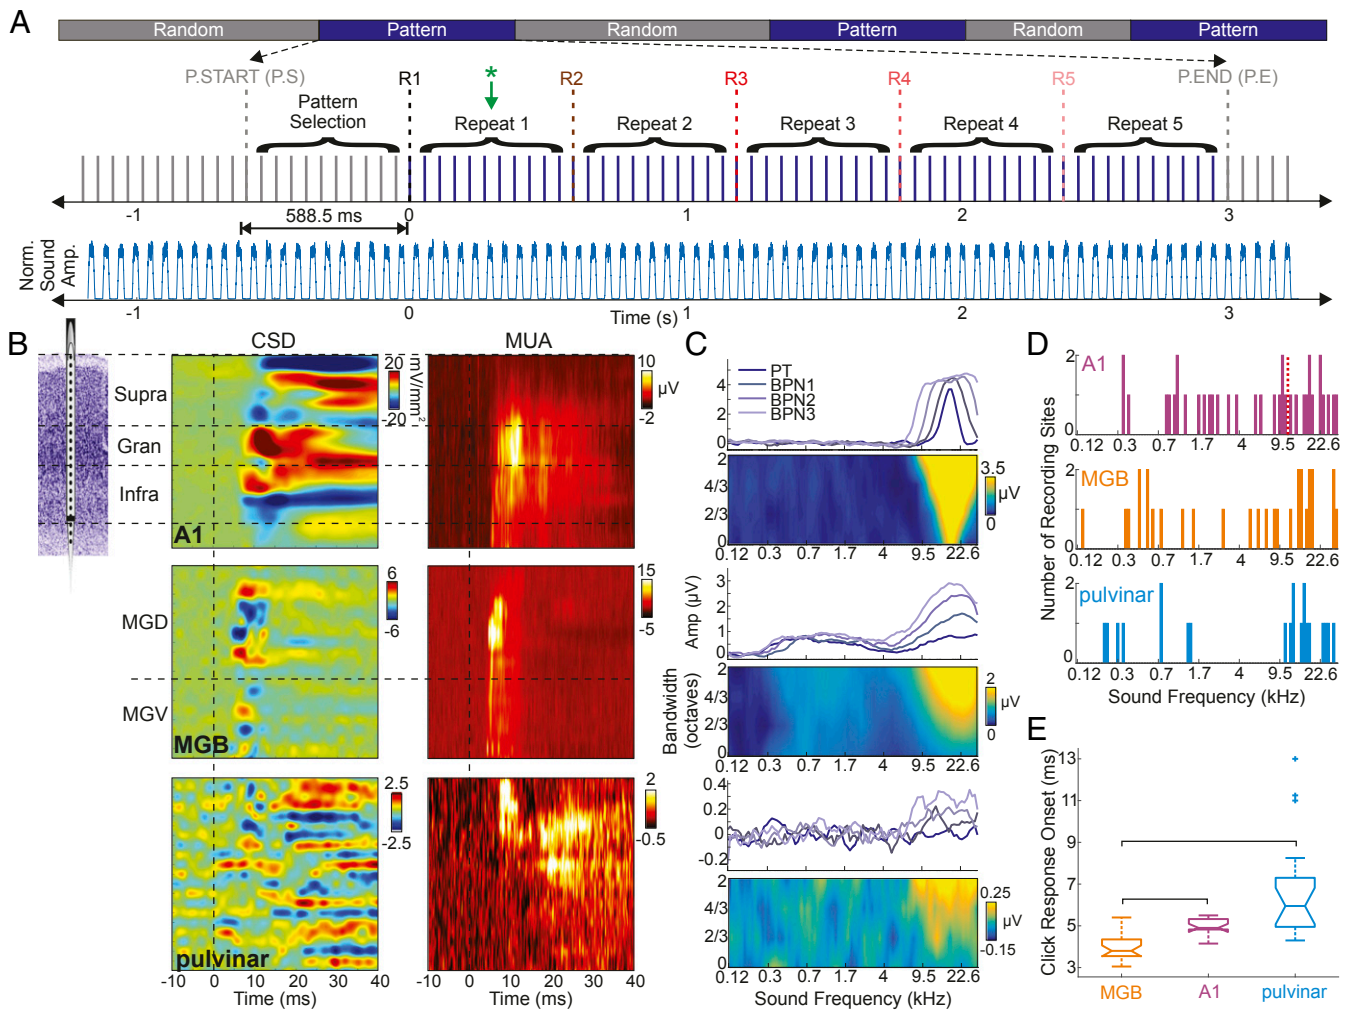 A
Random Pattern Random Pattern Random Pattern
P.START (P.S) R1 * R2 R3 R4 R5 P.END (P.E)
Pattern
Selection
Repeat 1 Repeat 2 Repeat 3 Repeat 4 Repeat 5
-1 0 1 2 3
588.5 ms
Norm.
Sound
Amp.
-1 0 1 2 3
Time (s)
B
CSD MUA
Supra
Gran
Infra
A1
20
-20
mV/mm²
10
µV
-2
MGD
MGV
MGB
6
-6
15
-5
pulvinar
2.5
-2.5
2
-0.5
-10 0 10 20 30 40
Time (ms)
-10 0 10 20 30 40
Time (ms)
C
PT
BPN1
BPN2
BPN3
4
2
0
2
4/3
2/3
0
3.5
µV
0
0.12 0.3 0.7 1.7 4 9.5 22.6
Amp (µV)
3
2
1
0
Bandwidth
(octaves)
2
4/3
2/3
0
2
µV
0
0.12 0.3 0.7 1.7 4 9.5 22.6
0.4
0.2
0
-0.2
2
4/3
2/3
0
0.25
µV
-0.15
0.12 0.3 0.7 1.7 4 9.5 22.6
Sound Frequency (kHz)
D
Number of Recording Sites
A1
2
0
0.12 0.3 0.7 1.7 4 9.5 22.6
MGB
2
0
0.12 0.3 0.7 1.7 4 9.5 22.6
pulvinar
2
0
0.12 0.3 0.7 1.7 4 9.5 22.6
Sound Frequency (kHz)
E
Click Response Onset (ms)
13
11
9
7
5
3
MGB A1 pulvinar